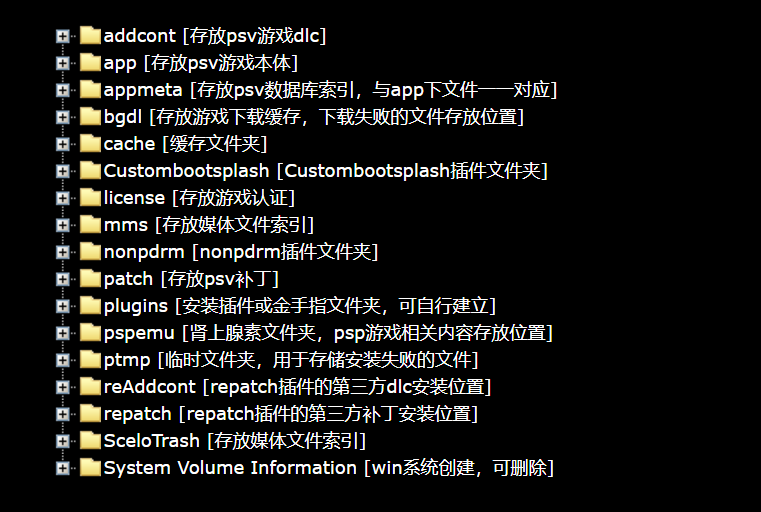 addcont [存放psv游戏dlc]
app [存放psv游戏本体]
appmeta [存放psv数据库索引，与app下文件一一对应]
bgdl [存放游戏下载缓存，下载失败的文件存放位置]
cache [缓存文件夹]
Custombootsplash [Custombootsplash插件文件夹]
license [存放游戏认证]
mms [存放媒体文件索引]
nonpdrm [nonpdrm插件文件夹]
patch [存放psv补丁]
plugins [安装插件或金手指文件夹，可自行建立]
pspemu [肾上腺素文件夹，psp游戏相关内容存放位置]
ptmp [临时文件夹，用于存储安装失败的文件]
reAddcont [repatch插件的第三方dlc安装位置]
repatch [repatch插件的第三方补丁安装位置]
SceloTrash [存放媒体文件索引]
System Volume Information [win系统创建，可删除]